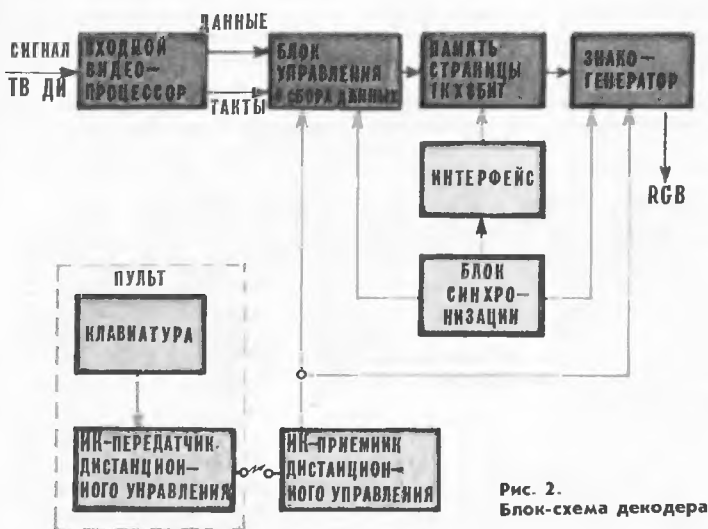 ДАННЫЕ
СИГНАЛ
ТВ ДИ
ВХОДНОЙ
ВИДЕО-
ПРОЦЕССОР
ТАКТЫ
БЛОК
УПРАВЛЕНИЯ
И СБОРА ДАННЫХ
ПАМЯТЬ
СТРАНИЦЫ
1К×8БИТ
ЗНАКО-
ГЕНЕРАТОР
RGB
ИНТЕРФЕЙС
БЛОК
СИНХРО-
НИЗАЦИИ
ПУЛЬТ
КЛАВИАТУРА
ИК-ПЕРЕДАТЧИК
ДИСТАНЦИОН-
НОГО УПРАВЛЕНИЯ
ИК-ПРИЕМНИК
ДИСТАНЦИОН-
НОГО УПРАВЛЕНИЯ
Рис. 2.
Блок-схема декодера